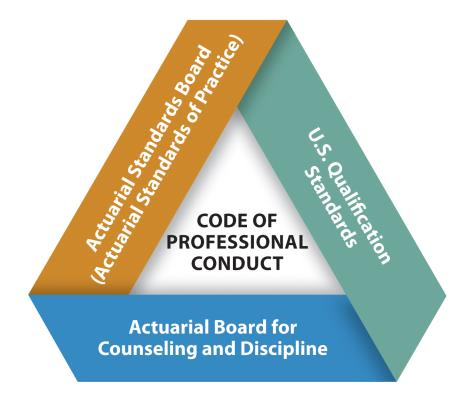 Actuarial Standards Board
(Actuarial Standards of Practice)
U.S. Qualification
Standards
CODE OF
PROFESSIONAL
CONDUCT
Actuarial Board for
Counseling and Discipline